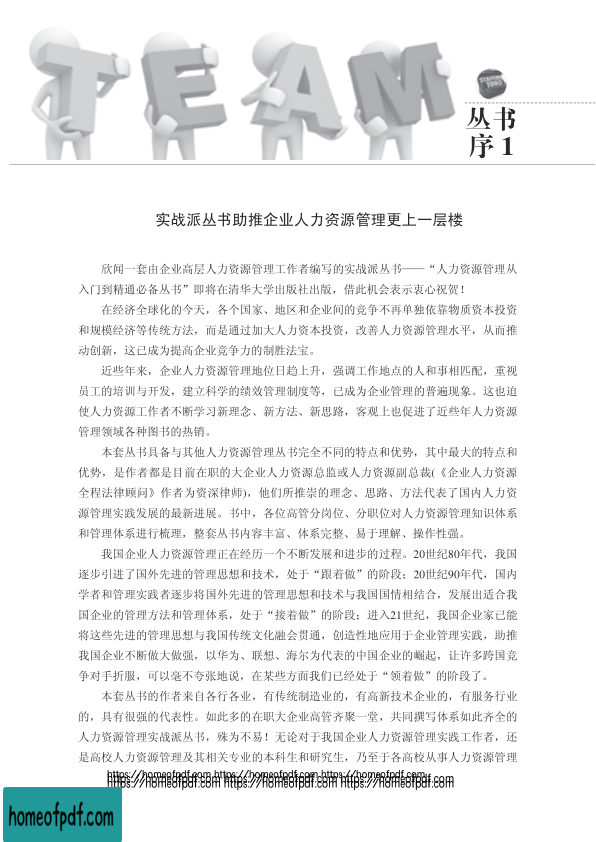 TEAM
丛书
序 1
实战派丛书助推企业人力资源管理更上一层楼
欣闻一套由企业高层人力资源管理工作者编写的实战派丛书——“人力资源管理从
入门到精通必备丛书”即将在清华大学出版社出版，借此机会表示衷心祝贺！
在经济全球化的今天，各个国家、地区和企业间的竞争不再单独依靠物质资本投资
和规模经济等传统方法，而是通过加大人力资本投资，改善人力资源管理水平，从而推
动创新，这已成为提高企业竞争力的制胜法宝。
近些年来，企业人力资源管理地位日趋上升，强调工作地点的人和事相匹配，重视
员工的培训与开发，建立科学的绩效管理制度等，已成为企业管理的普遍现象。这也迫
使人力资源工作者不断学习新理念、新方法、新思路，客观上也促进了近些年人力资源
管理领域各种图书的热销。
本套丛书具备与其他人力资源管理丛书完全不同的特点和优势，其中最大的特点和
优势，是作者都是目前在职的大企业人力资源总监或人力资源副总裁(《企业人力资源
全程法律顾问》作者为资深律师)，他们所推崇的理念、思路、方法代表了国内人力资
源管理实践发展的最新进展。书中，各位高管分岗位、分职位对人力资源管理知识体系
和管理体系进行梳理，整套丛书内容丰富、体系完整、易于理解、操作性强。
我国企业人力资源管理正在经历一个不断发展和进步的过程。20世纪80年代，我国
逐步引进了国外先进的管理思想和技术，处于“跟着做”的阶段；20世纪90年代，国内
学者和管理实践者逐步将国外先进的管理思想和技术与我国国情相结合，发展出适合我
国企业的管理方法和管理体系，处于“接着做”的阶段；进入21世纪，我国企业家已能
将这些先进的管理思想与我国传统文化融会贯通，创造性地应用于企业管理实践，助推
我国企业不断做大做强，以华为、联想、海尔为代表的中国企业的崛起，让许多跨国竞
争对手折服，可以毫不夸张地说，在某些方面我们已经处于“领着做”的阶段了。
本套丛书的作者来自各行各业，有传统制造业的，有高新技术企业的，有服务行业
的，具有很强的代表性。如此多的在职大企业高管齐聚一堂，共同撰写体系如此齐全的
人力资源管理实战派丛书，殊为不易！无论对于我国企业人力资源管理实践工作者，还
是高校人力资源管理及其相关专业的本科生和研究生，乃至于各高校从事人力资源管理
https://homeofpdf.com https://homeofpdf.com https://homeofpdf.com
https://homeofpdf.com https://homeofpdf.com https://homeofpdf.com
homeofpdf.com